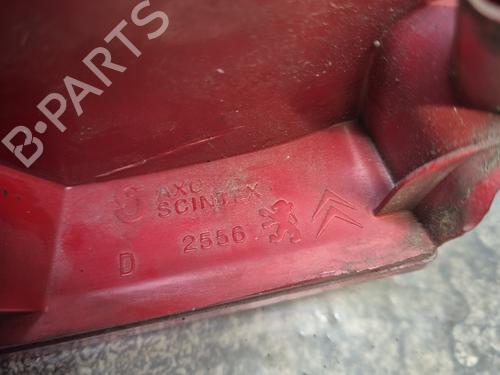 B-PARTS
AXO
SCINTEX
D 2556